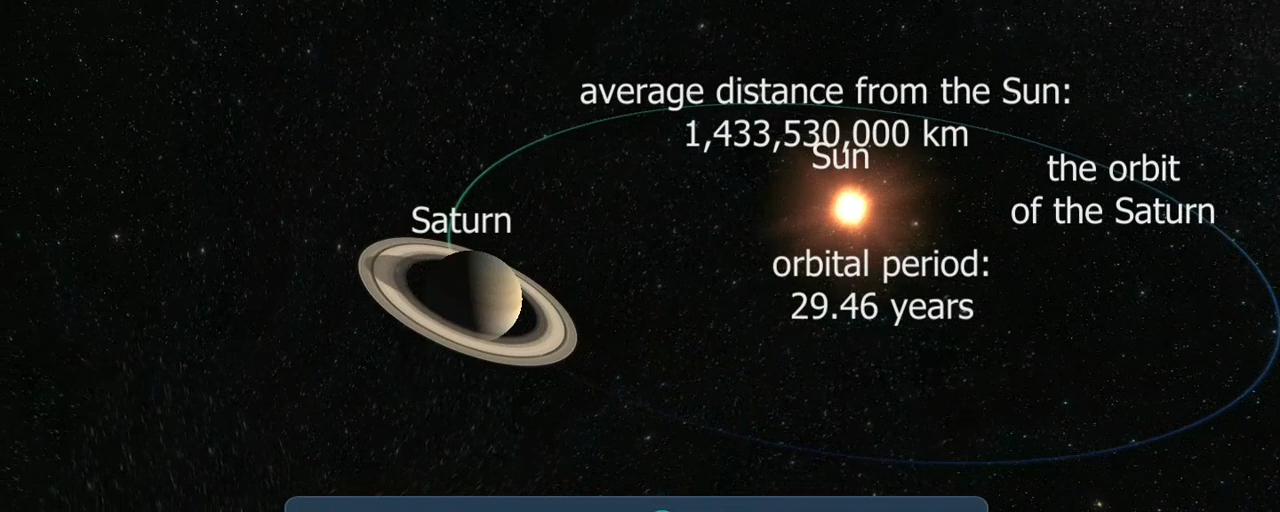 average distance from the Sun:
1,433,530,000 km
Sun
the orbit
of the Saturn
Saturn
orbital period:
29.46 years